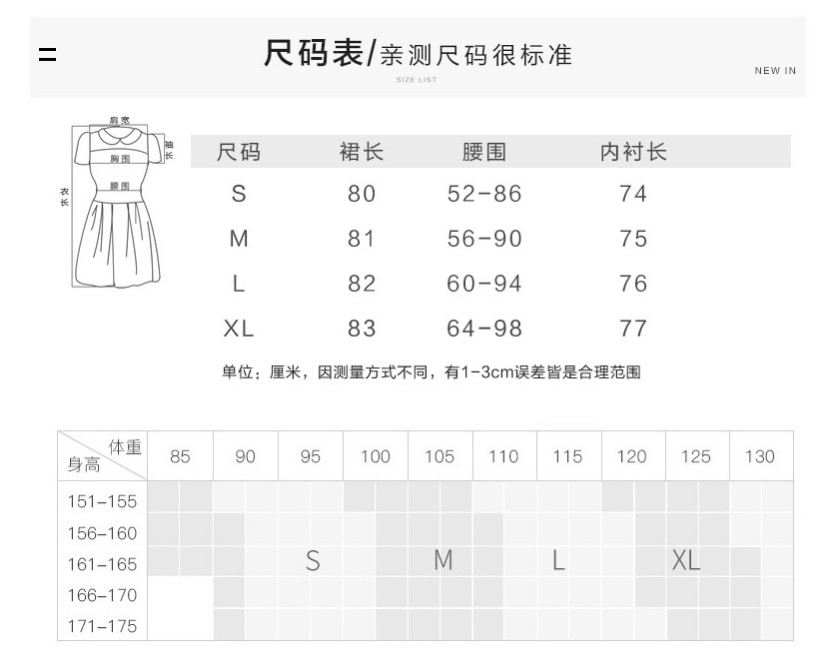 尺码表/亲测尺码很标准
SIZE LIST
NEW IN
肩宽
袖长
胸围
腰围
衣长
尺码 裙长 腰围 内衬长
S 80 52-86 74
M 81 56-90 75
L 82 60-94 76
XL 83 64-98 77
单位：厘米，因测量方式不同，有1-3cm误差皆是合理范围
体重 85 90 95 100 105 110 115 120 125 130
身高
151-155
156-160
161-165 S M L XL
166-170
171-175